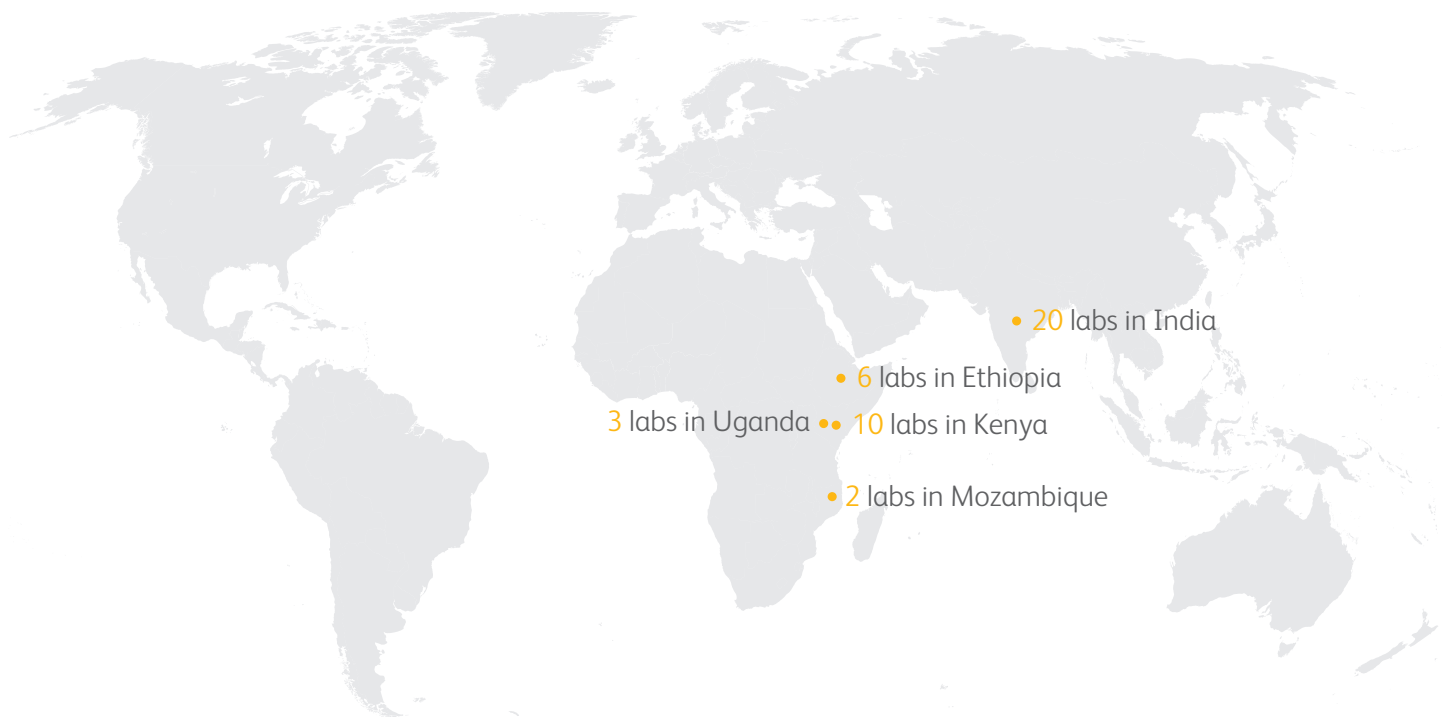 20 labs in India
6 labs in Ethiopia
3 labs in Uganda
10 labs in Kenya
2 labs in Mozambique